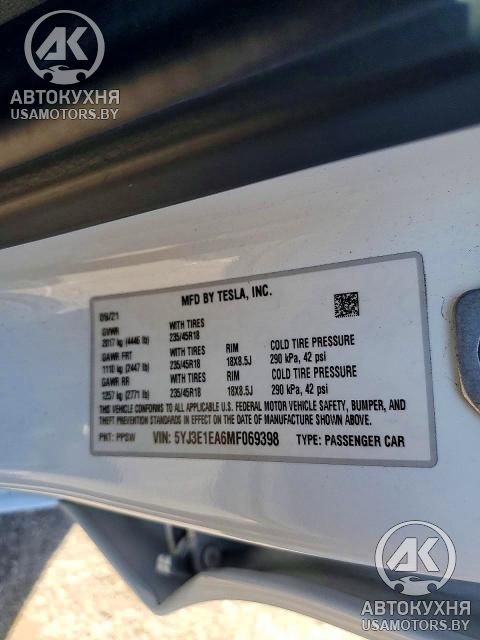 AK
АВТОКУХНЯ
USAMOTORS.BY
MFD BY TESLA, INC.
09/21
GVWR WITH TIRES
2017 kg (4446 lb) 235/45R18
GAWR FRT WITH TIRES RIM COLD TIRE PRESSURE
1110 kg (2447 lb) 235/45R18 18X8.5J 290 kPa, 42 psi
GAWR RR WITH TIRES RIM COLD TIRE PRESSURE
1257 kg (2771 lb) 235/45R18 18X8.5J 290 kPa, 42 psi
THIS VEHICLE CONFORMS TO ALL APPLICABLE U.S. FEDERAL MOTOR VEHICLE SAFETY, BUMPER, AND
THEFT PREVENTION STANDARDS IN EFFECT ON THE DATE OF MANUFACTURE SHOWN ABOVE.
PNT: PPSW VIN: 5YJ3E1EA6MF069398 TYPE: PASSENGER CAR
AK
АВТОКУХНЯ
USAMOTORS.BY